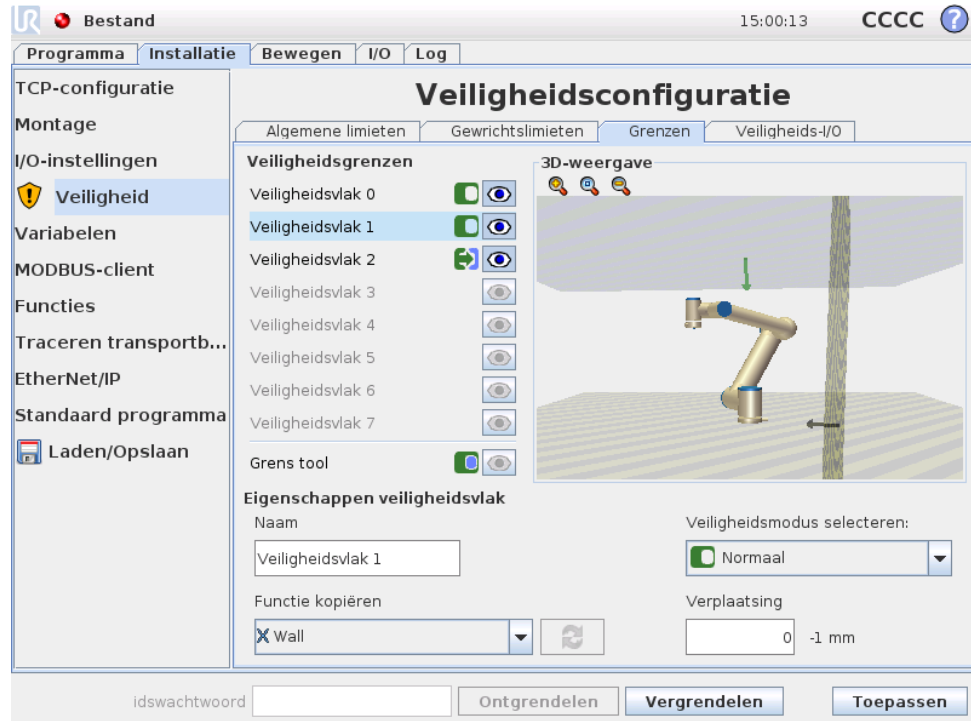 UR Bestand 15:00:13 CCCC ?
Programma Installatie Bewegen I/O Log
TCP-configuratie
Montage
I/O-instellingen
Veiligheid
Variabelen
MODBUS-client
Functies
Traceren transportb...
EtherNet/IP
Standaard programma
Laden/Opslaan
Veiligheidsconfiguratie
Algemene limieten Gewrichtslimieten Grenzen Veiligheids-I/O
Veiligheidsgrenzen
Veiligheidsvlak 0
Veiligheidsvlak 1
Veiligheidsvlak 2
Veiligheidsvlak 3
Veiligheidsvlak 4
Veiligheidsvlak 5
Veiligheidsvlak 6
Veiligheidsvlak 7
Grens tool
3D-weergave
Eigenschappen veiligheidsvlak
Naam
Veiligheidsvlak 1
Functie kopiëren
Wall
Veiligheidsmodus selecteren:
Normaal
Verplaatsing
0 -1 mm
idswachtwoord Ontgrendelen Vergrendelen Toepassen